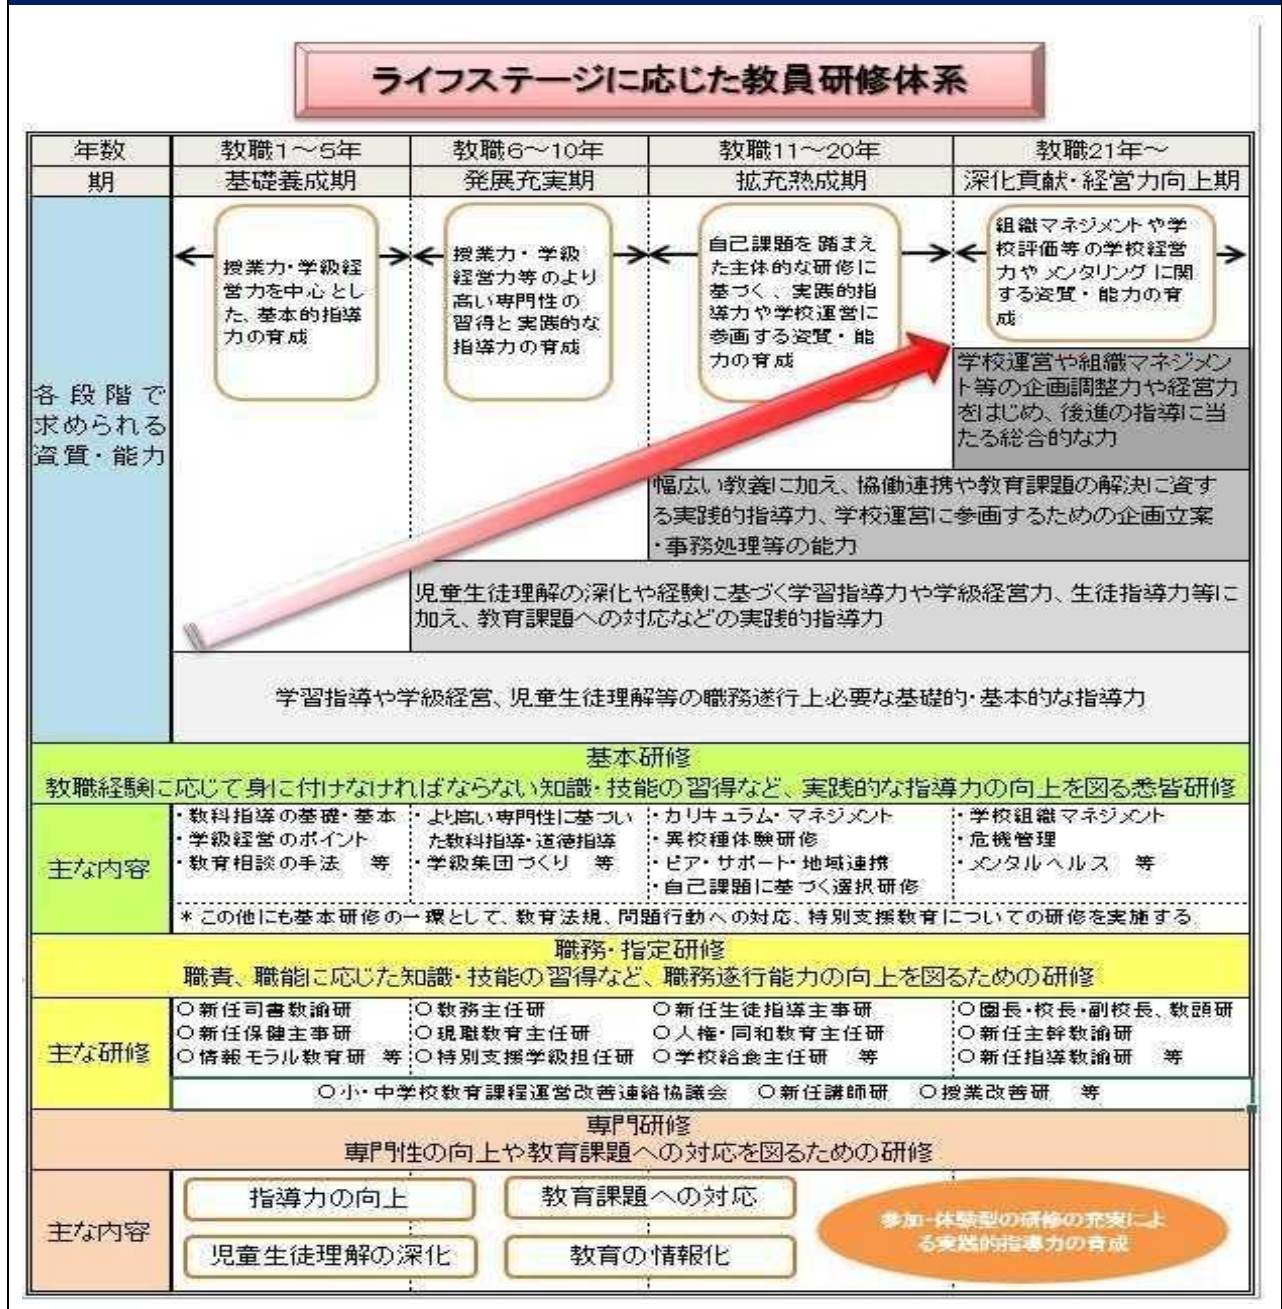 ライフステージに応じた教員研修体系
年数
教職1～5年
教職6～10年
教職11～20年
教職21年～
期
基礎養成期
発展充実期
拡充熟成期
深化貢献・経営力向上期
各段階で
求められる
資質・能力
授業力・学級経
営力を中心とし
た、基本的指導
力の育成
授業力・学級
経営力等のより
高い専門性の
習得と実践的な
指導力の育成
自己課題を踏まえ
た主体的な研修に
基づく、実践的指
導力や学校運営に
参画する資質・能
力の育成
組織マネジメントや学
校評価等の学校経営
力やメンタリングに関
する資質・能力の育
成
学校運営や組織マネジメン
ト等の企画調整力や経営力
をはじめ、後進の指導に当
たる総合的な力
幅広い教養に加え、協働連携や教育課題の解決に資す
る実践的指導力、学校運営に参画するための企画立案
・事務処理等の能力
児童生徒理解の深化や経験に基づく学習指導力や学級経営力、生徒指導力等に
加え、教育課題への対応などの実践的指導力
学習指導や学級経営、児童生徒理解等の職務遂行上必要な基礎的・基本的な指導力
基本研修
教職経験に応じて身に付けなければならない知識・技能の習得など、実践的な指導力の向上を図る悉皆研修
主な内容
・教科指導の基礎・基本
・学級経営のポイント
・教育相談の手法 等
・より高い専門性に基づい
た教科指導・道徳指導
・学級集団づくり 等
・カリキュラム・マネジメント
・異校種体験研修
・ピア・サポート・地域連携
・自己課題に基づく選択研修
・学校組織マネジメント
・危機管理
・メンタルヘルス 等
＊この他にも基本研修の一環として、教育法規、問題行動への対応、特別支援教育についての研修を実施する
職務・指定研修
職責、職能に応じた知識・技能の習得など、職務遂行能力の向上を図るための研修
主な研修
○新任司書教諭研
○新任保健主事研
○情報モラル教育研 等
○教務主任研
○現職教育主任研
○特別支援学級担任研
○新任生徒指導主事研
○人権・同和教育主任研
○学校給食主任研 等
○園長・校長・副校長、教頭研
○新任主幹教諭研
○新任指導教諭研 等
○小・中学校教育課程運営改善連絡協議会 ○新任講師研 ○授業改善研 等
専門研修
専門性の向上や教育課題への対応を図るための研修
主な内容
指導力の向上
教育課題への対応
児童生徒理解の深化
教育の情報化
参加・体験型の研修の充実によ
る実践的指導力の育成